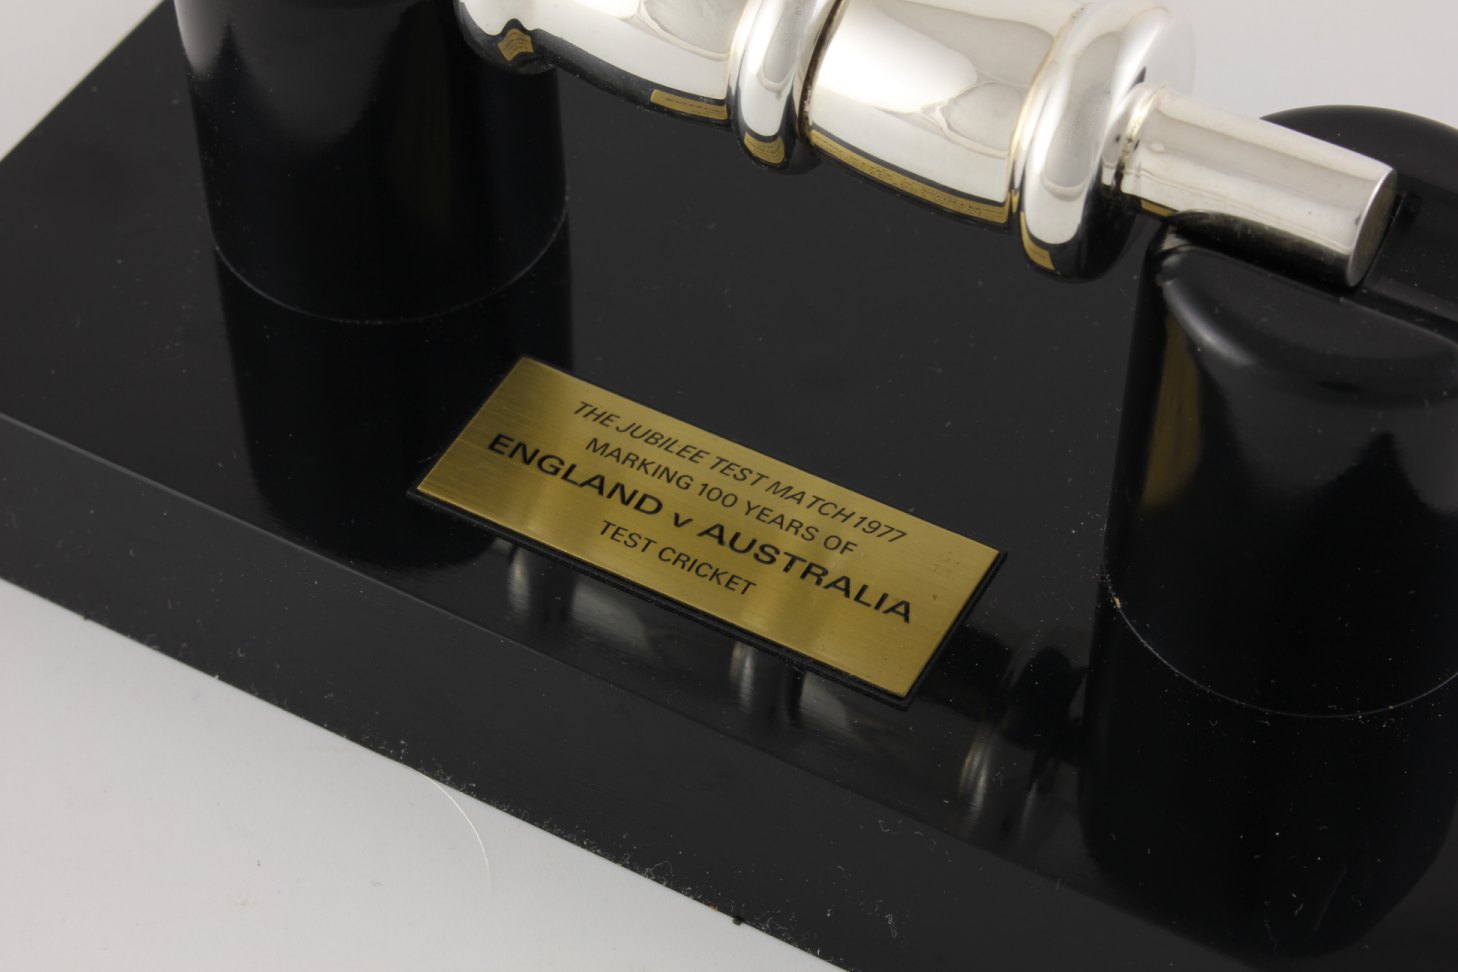 THE JUBILEE TEST MATCH 1977
MARKING 100 YEARS OF
ENGLAND v AUSTRALIA
TEST CRICKET